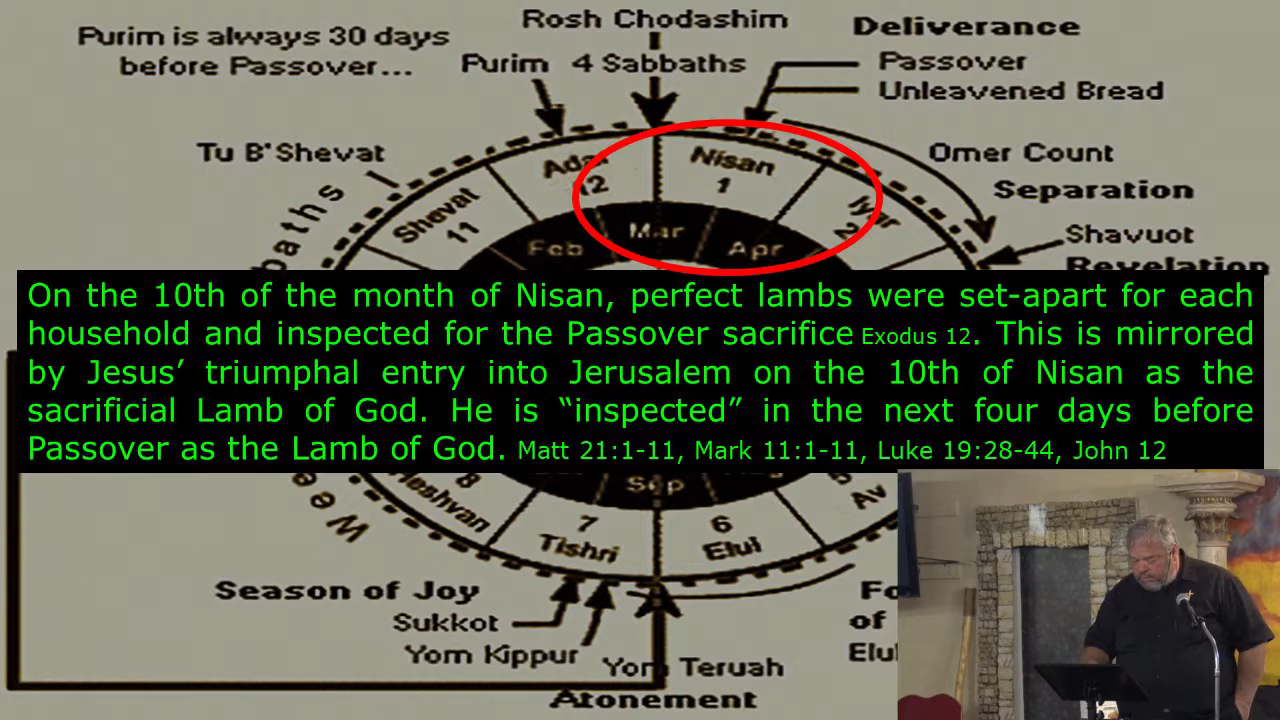 Rosh Chodashim
Purim is always 30 days
before Passover...
Purim 4 Sabbaths
Deliverance
Passover
Unleavened Bread
Tu B'Shevat
Omer Count
Separation
Shavuot
Revelation
Nisan
1
12
Shevat
11
Iyar
2
Feb
Mar
Apr
On the 10th of the month of Nisan, perfect lambs were set-apart for each
household and inspected for the Passover sacrifice Exodus 12. This is mirrored
by Jesus’ triumphal entry into Jerusalem on the 10th of Nisan as the
sacrificial Lamb of God. He is “inspected” in the next four days before
Passover as the Lamb of God. Matt 21:1-11, Mark 11:1-11, Luke 19:28-44, John 12
Sep
8
Heshvan
7
Tishri
6
Elul
Av
Season of Joy
Sukkot
Yom Kippur
Yom Teruah
Atonement
of